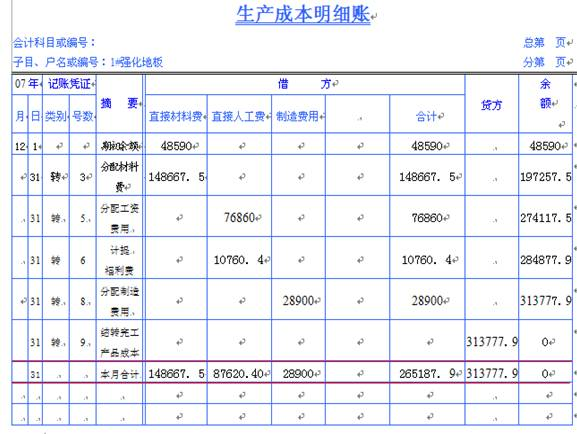 生产成本明细账
会计科目或编号：
总第 页
子目、户名或编号：1#强化地板
分第 页
07 年 记账凭证 摘 要 借 方 贷方 余额
月 日 类别 号数 直接材料费 直接人工费 制造费用 合计
12 1 期初余额 48590 48590 48590
31 转 3 分配材料费 148667.5 148667.5 197257.5
31 转 5 分配工资费用 76860 76860 274117.5
31 转 6 计提福利费 10760.4 10760.4 284877.9
31 转 8 分配制造费用 28900 28900 313777.9
31 转 9 结转完工产品成本 313777.9 0
31 本月合计 148667.5 87620.40 28900 265187.9 313777.9 0